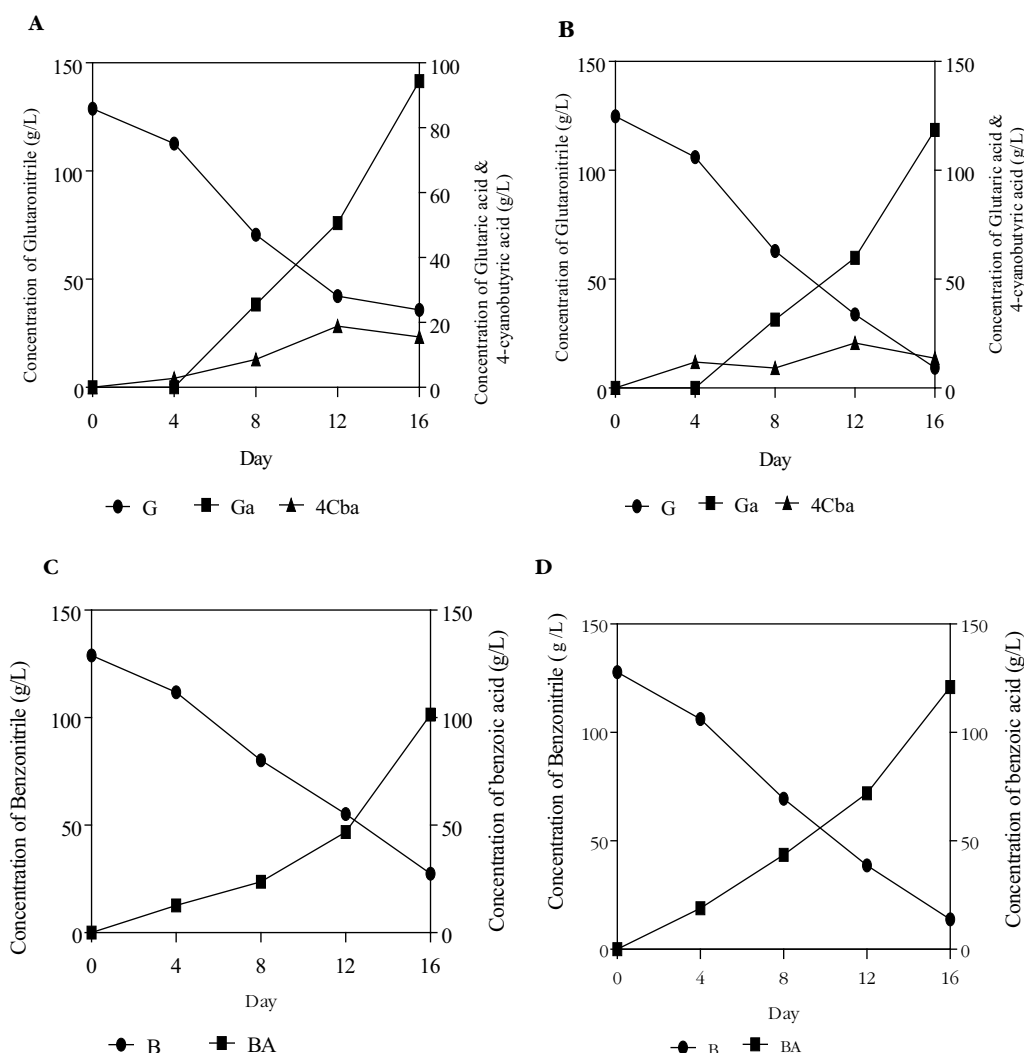 A
Concentration of Glutaronitrile (g/L)
150
100
50
0
100
80
60
40
20
0
Concentration of Glutaric acid &
4-cyanobutyric acid (g/L)
0 4 8 12 16
Day
G Ga 4Cba
B
Concentration of Glutaronitrile (g/L)
150
100
50
0
150
100
50
0
Concentration of Glutaric acid &
4-cyanobutyric acid (g/L)
0 4 8 12 16
Day
G Ga 4Cba
C
Concentration of Benzonitrile (g/L)
150
100
50
0
150
100
50
0
Concentration of benzoic acid (g/L)
0 4 8 12 16
Day
B BA
D
Concentration of Benzonitrile ( g /L)
150
100
50
0
150
100
50
0
Concentration of benzoic acid (g/L)
0 4 8 12 16
Day
B BA